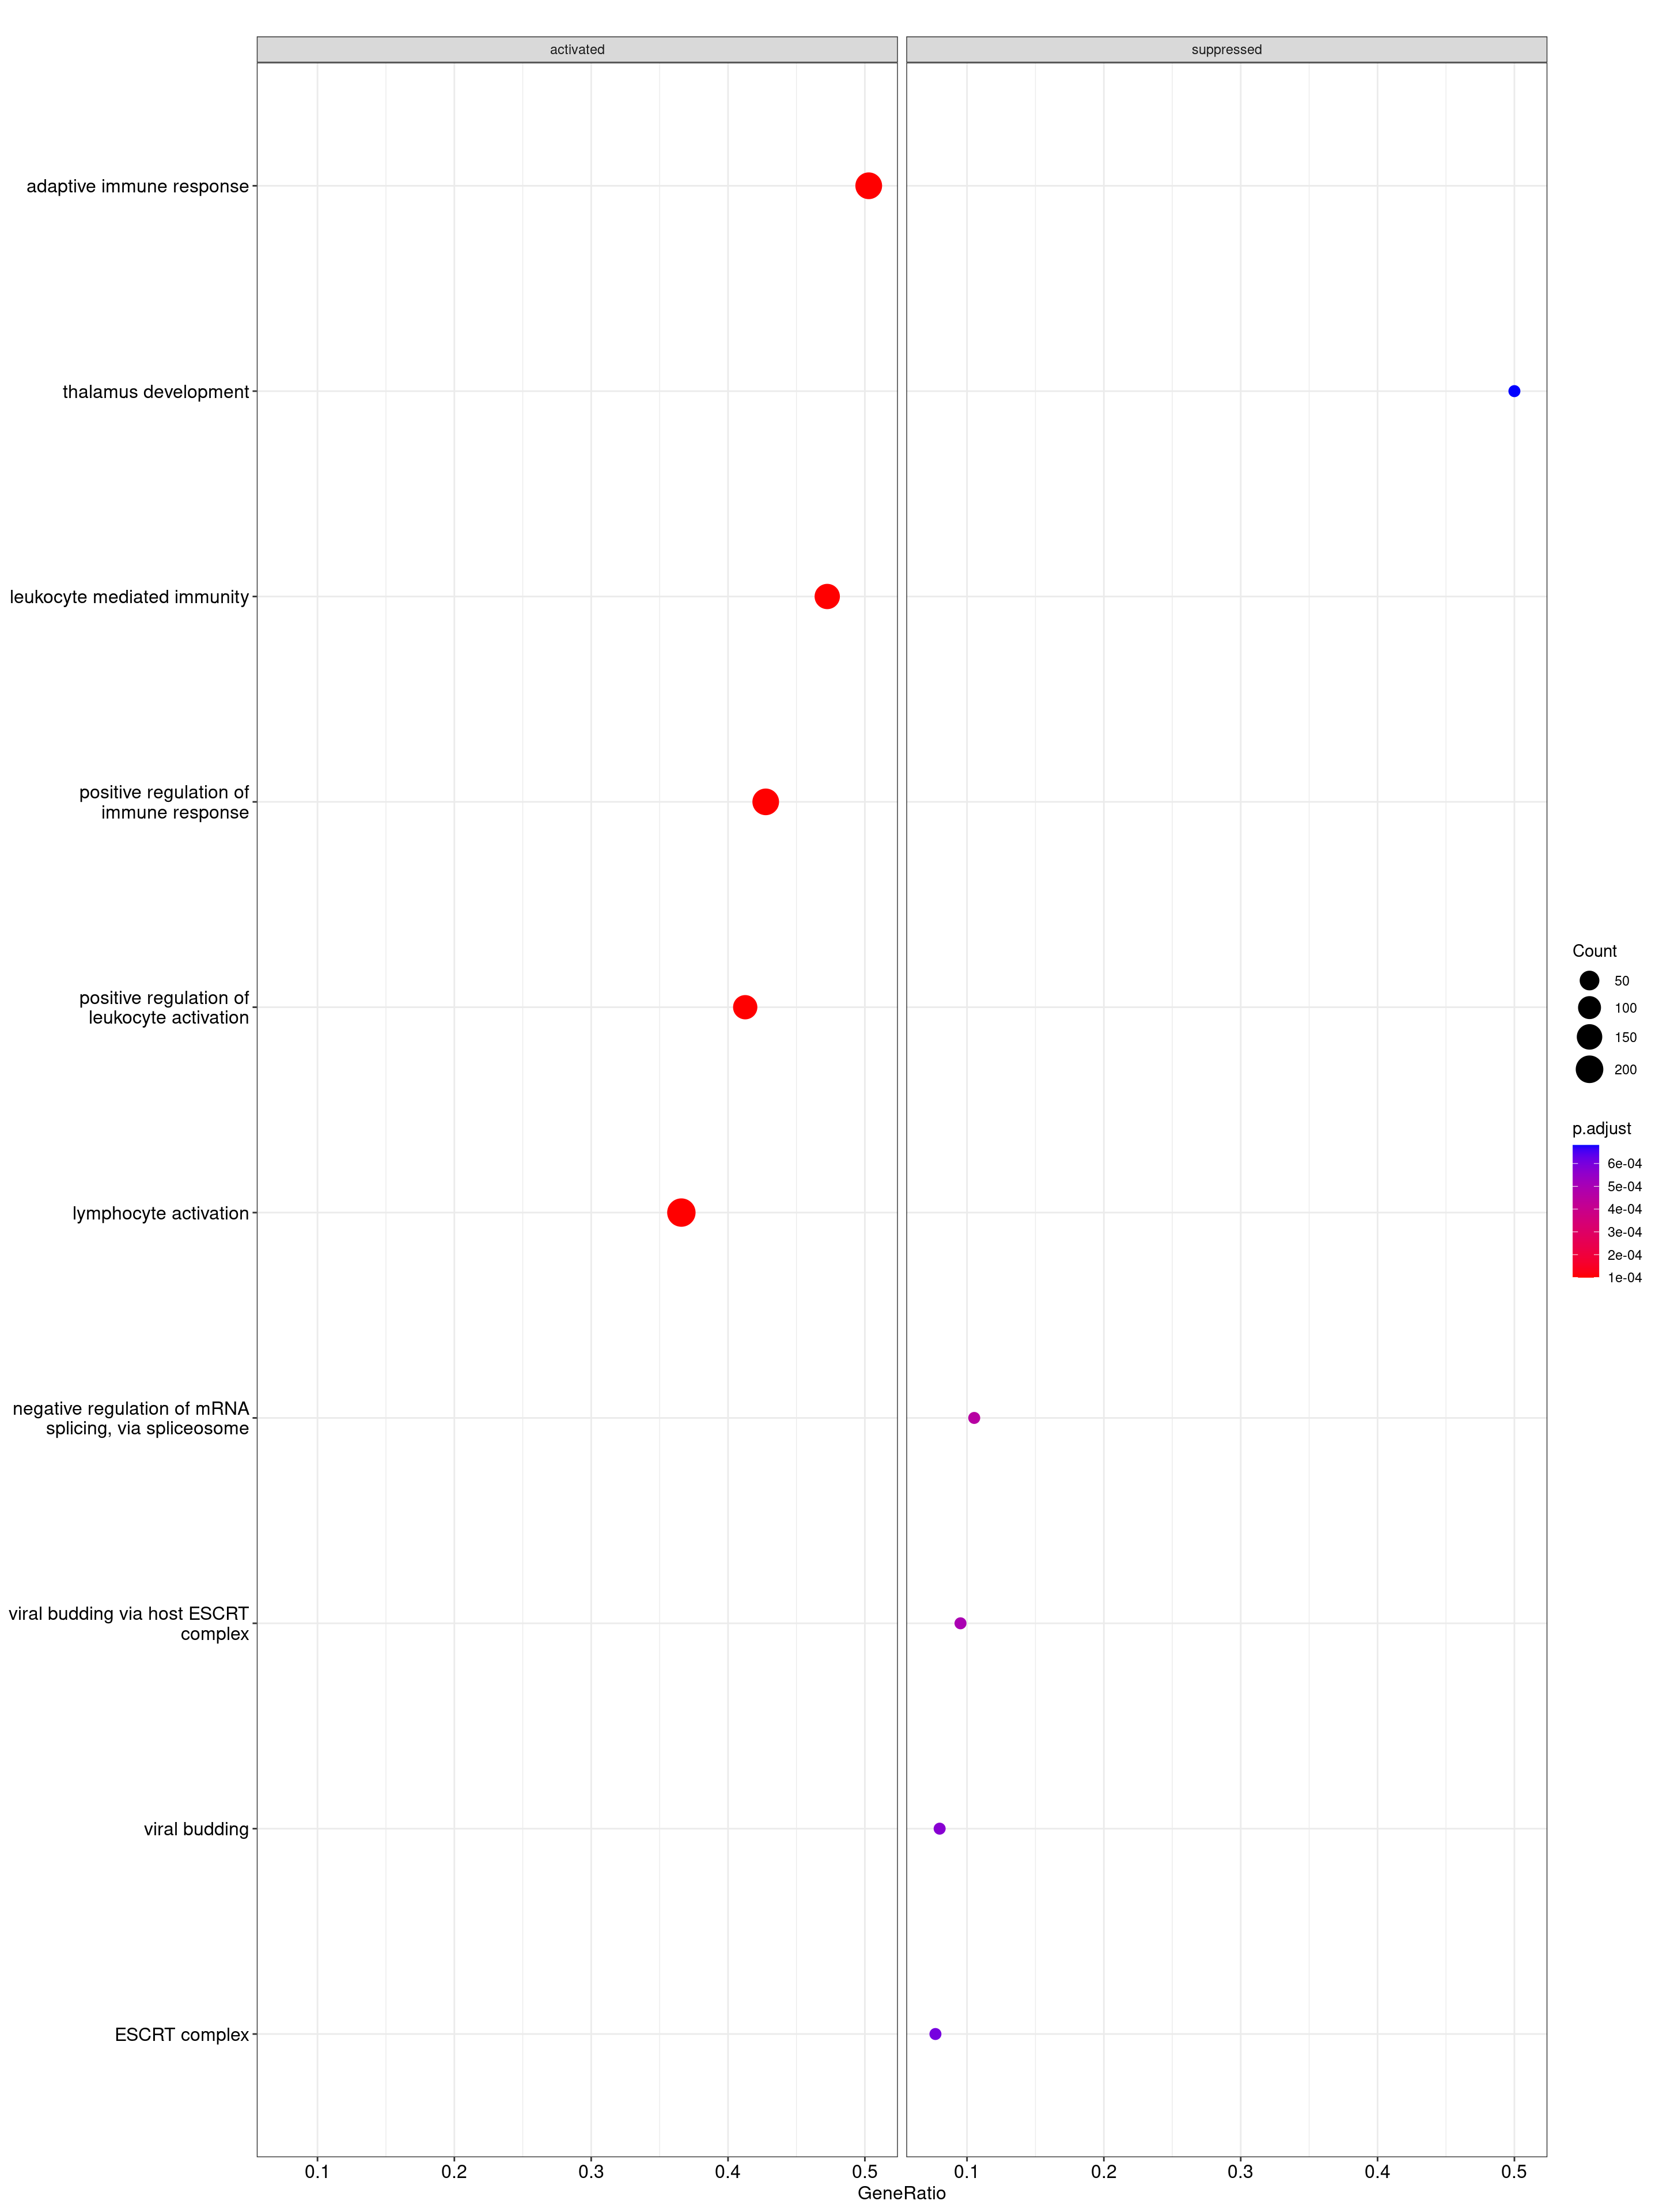 activated
suppressed
adaptive immune response
thalamus development
leukocyte mediated immunity
positive regulation of
immune response
positive regulation of
leukocyte activation
lymphocyte activation
negative regulation of mRNA
splicing, via spliceosome
viral budding via host ESCRT
complex
viral budding
ESCRT complex
0.1 0.2 0.3 0.4 0.5
0.1 0.2 0.3 0.4 0.5
GeneRatio
Count
50
100
150
200
p.adjust
6e-04
5e-04
4e-04
3e-04
2e-04
1e-04